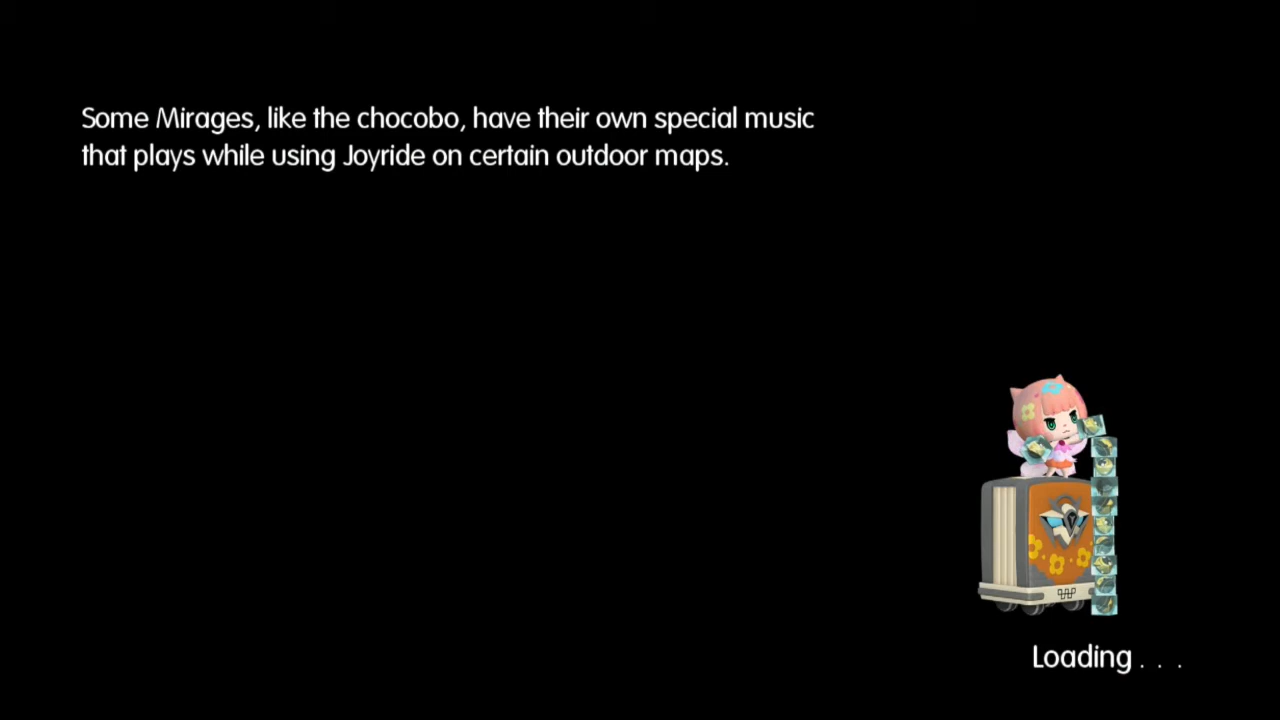 Some Mirages, like the chocobo, have their own special music
that plays while using Joyride on certain outdoor maps.
Loading . . .